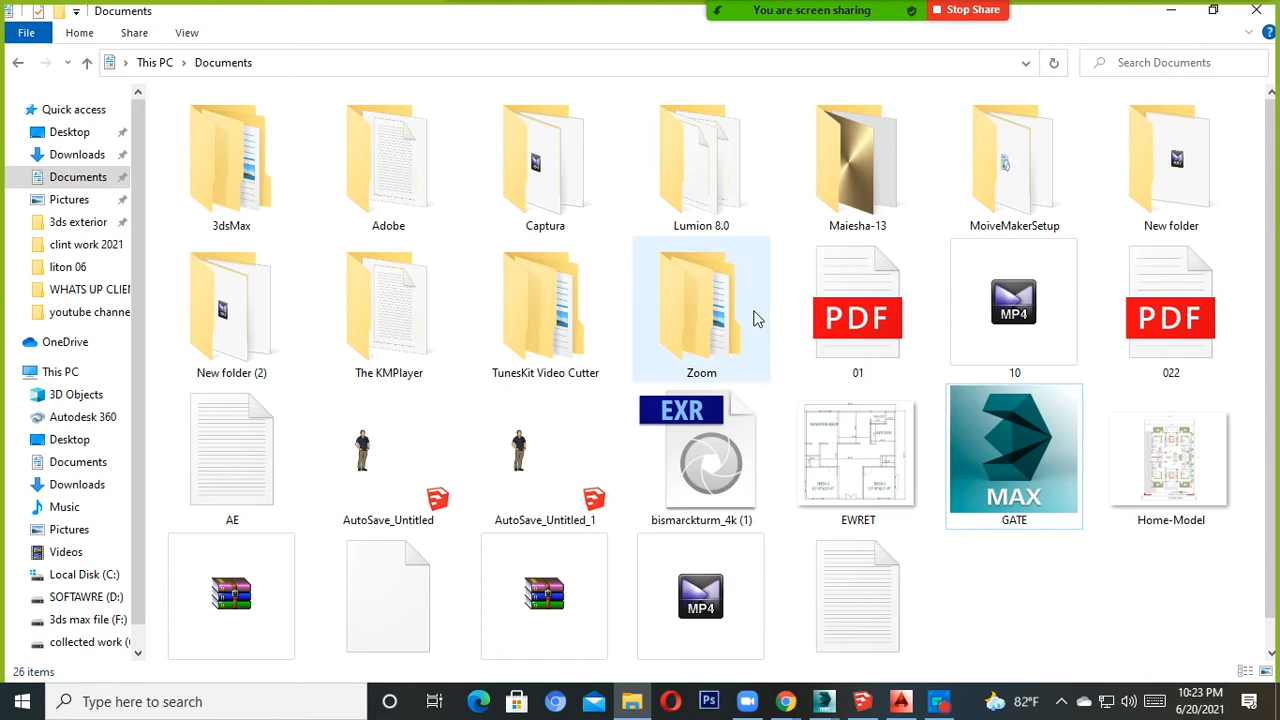 Documents
You are screen sharing
Stop Share
File
Home
Share
View
This PC
Documents
Search Documents
Quick access
Desktop
Downloads
Documents
Pictures
3ds exterior
clint work 2021
liton 06
WHATS UP CLIEN
youtube channe
OneDrive
This PC
3D Objects
Autodesk 360
Desktop
Documents
Downloads
Music
Pictures
Videos
Local Disk (C:)
SOFTAWRE (D:)
3ds max file (F:)
collected work (
3dsMax
Adobe
Captura
Lumion 8.0
Maiesha-13
MoiveMakerSetup
New folder
PDF
MP4
PDF
New folder (2)
The KMPlayer
TunesKit Video Cutter
Zoom
01
10
022
EXR
MASTER BED
KITCHEN
MAX
AE
AutoSave_Untitled
AutoSave_Untitled_1
bismarckturm_4k (1)
EWRET
GATE
Home-Model
MP4
26 items
Type here to search
Ps
82°F
10:23 PM
6/20/2021